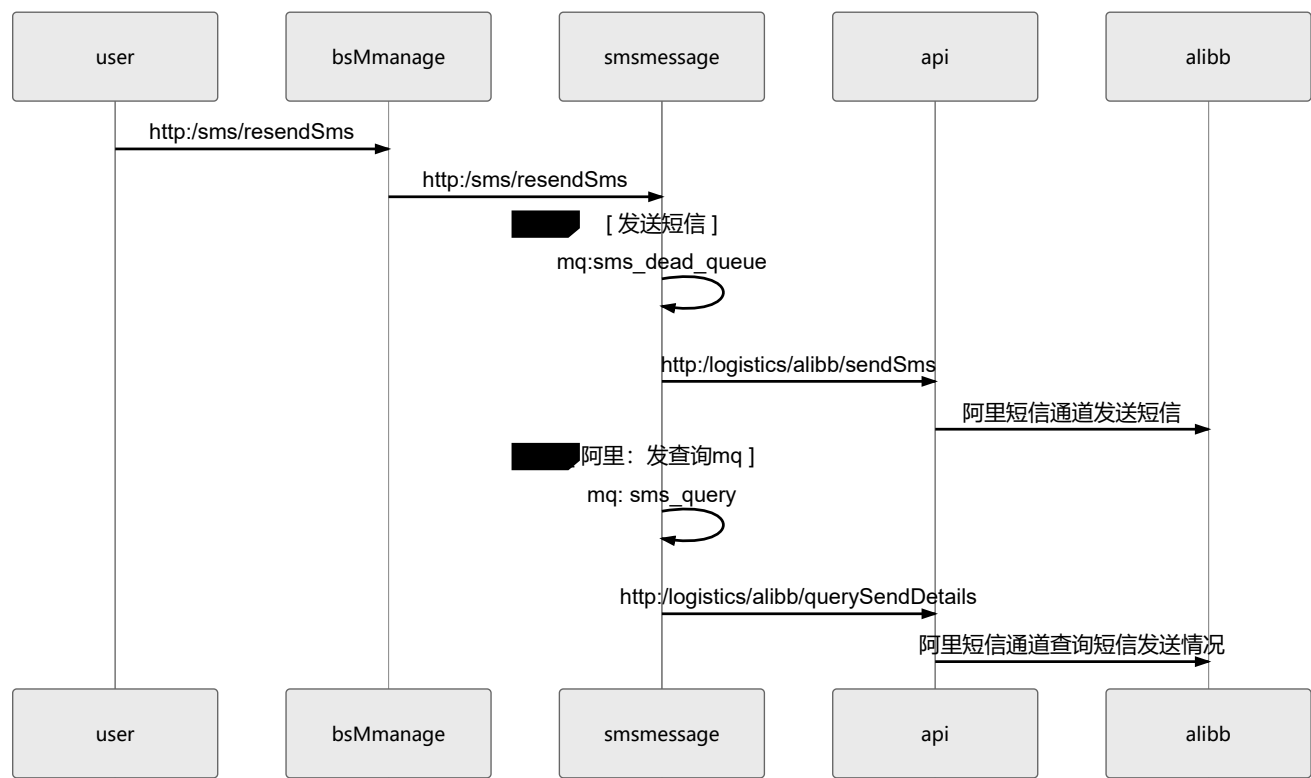 user
bsMmanage
smsmessage
api
alibb
http:/sms/resendSms
http:/sms/resendSms
[ 发送短信 ]
mq:sms_dead_queue
http:/logistics/alibb/sendSms
阿里短信通道发送短信
阿里：发查询mq ]
mq: sms_query
http:/logistics/alibb/querySendDetails
阿里短信通道查询短信发送情况
user
bsMmanage
smsmessage
api
alibb